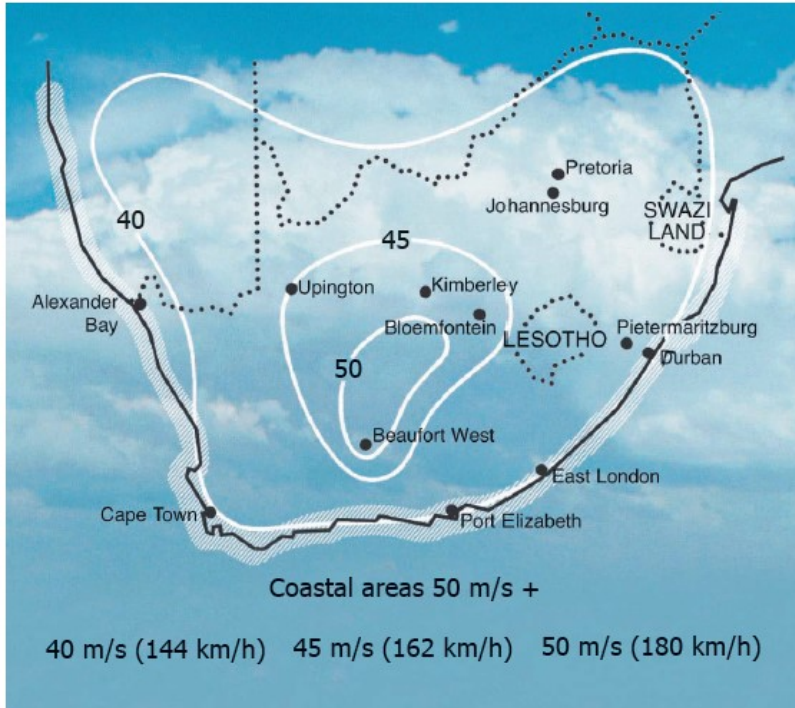 Pretoria
Johannesburg
SWAZI
LAND
40
45
Upington
Kimberley
Alexander
Bay
Bloemfontein
LESOTHO
Pietermaritzburg
Durban
50
Beaufort West
East London
Cape Town
Port Elizabeth
Coastal areas 50 m/s +
40 m/s (144 km/h)
45 m/s (162 km/h)
50 m/s (180 km/h)